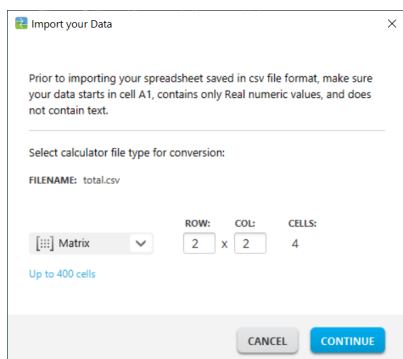 Import your Data
Prior to importing your spreadsheet saved in csv file format, make sure
your data starts in cell A1, contains only Real numeric values, and does
not contain text.
Select calculator file type for conversion:
FILENAME: total.csv
ROW: COL: CELLS:
Matrix 2 x 2 4
Up to 400 cells
CANCEL CONTINUE